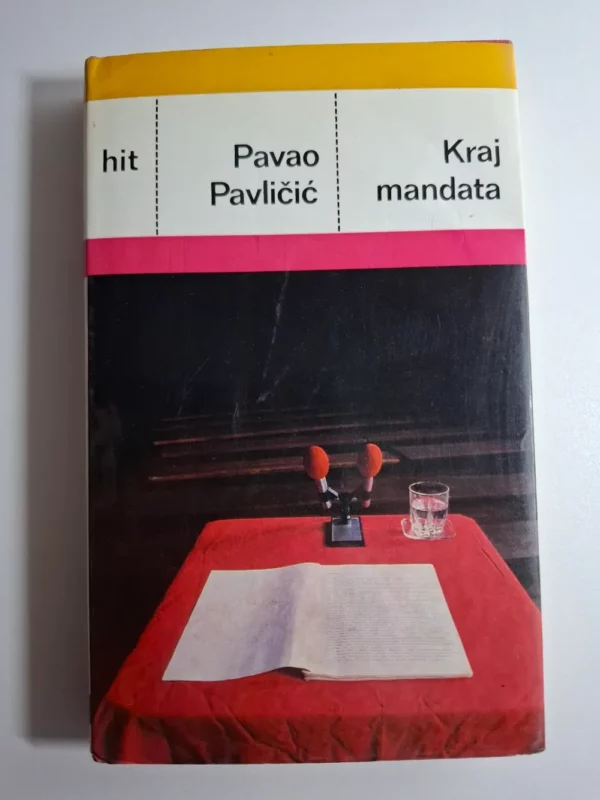 hit
Pavao
Pavličić
Kraj
mandata